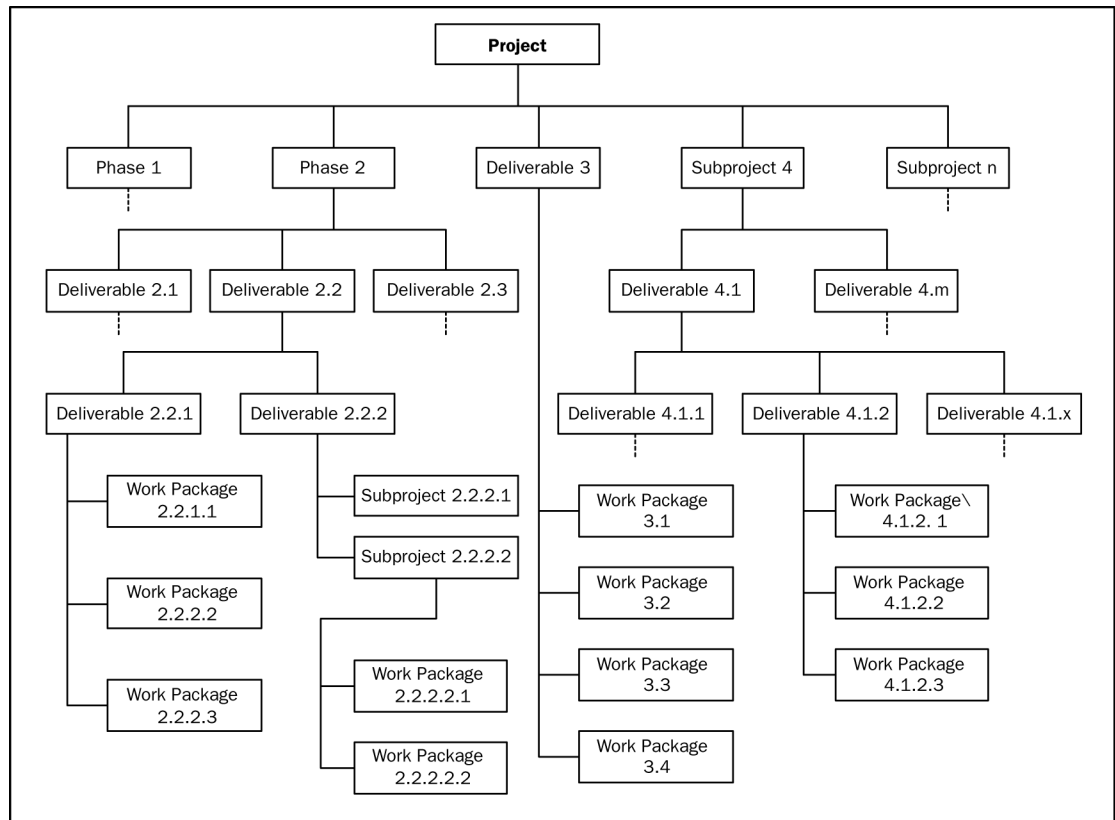 Project
Phase 1
Phase 2
Deliverable 3
Subproject 4
Subproject n
Deliverable 2.1
Deliverable 2.2
Deliverable 2.3
Deliverable 4.1
Deliverable 4.m
Deliverable 2.2.1
Deliverable 2.2.2
Deliverable 4.1.1
Deliverable 4.1.2
Deliverable 4.1.x
Work Package
2.2.1.1
Work Package
2.2.2.2
Work Package
2.2.2.3
Subproject 2.2.2.1
Subproject 2.2.2.2
Work Package
2.2.2.2.1
Work Package
2.2.2.2.2
Work Package
3.1
Work Package
3.2
Work Package
3.3
Work Package
3.4
Work Package\
4.1.2. 1
Work Package
4.1.2.2
Work Package
4.1.2.3